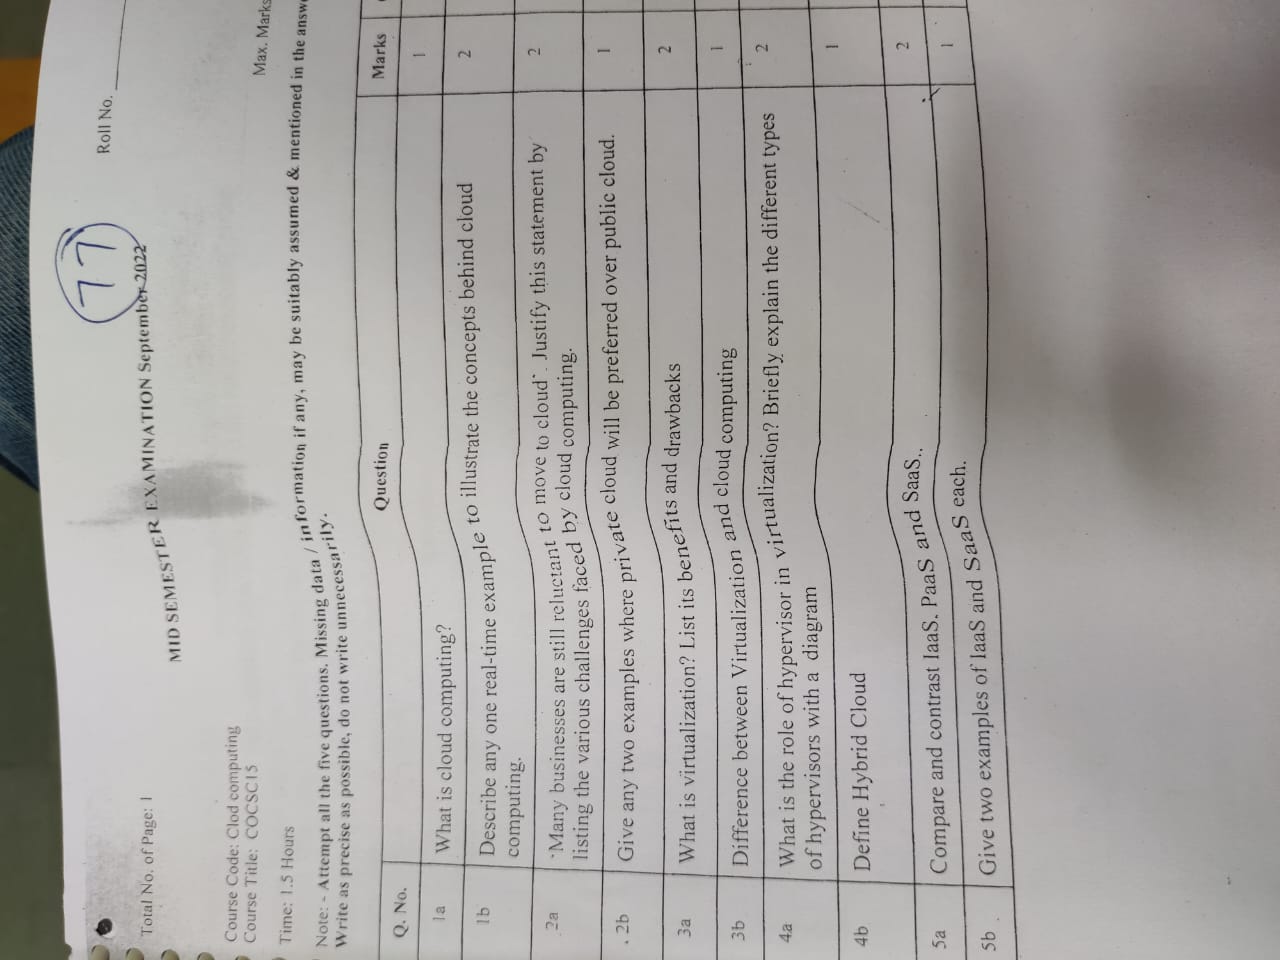 Total No. of Page: 1
Roll No.
77
MID SEMESTER EXAMINATION September 2022
Course Code: Clod computing
Course Title: COCSC15
Time: 1.5 Hours
Max. Marks
Note: - Attempt all the five questions. Missing data / information if any, may be suitably assumed & mentioned in the
Write as precise as possible, do not write unnecessarily.
Q. No. Question Marks
1a What is cloud computing? 1
1b Describe any one real-time example to illustrate the concepts behind cloud 2
computing.
2a "Many businesses are still reluctant to move to cloud". Justify this statement by 2
listing the various challenges faced by cloud computing.
2b Give any two examples where private cloud will be preferred over public cloud. 1
3a What is virtualization? List its benefits and drawbacks 2
3b Difference between Virtualization and cloud computing 1
4a What is the role of hypervisor in virtualization? Briefly explain the different types 2
of hypervisors with a diagram
4b Define Hybrid Cloud 1
5a Compare and contrast IaaS. PaaS and SaaS.. 2
5b Give two examples of IaaS and SaaS each. 1